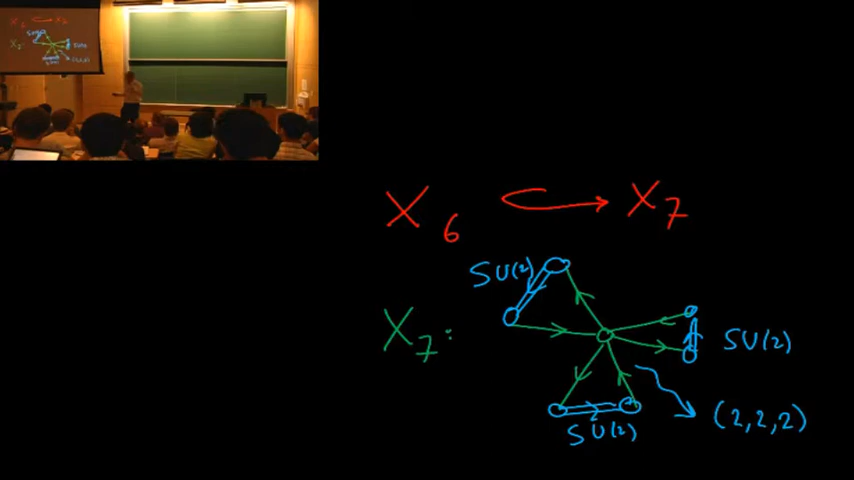 X₆ ↪ X₇
SU(2)
X₇:
SU(2)
(2,2,2)
SU(2)